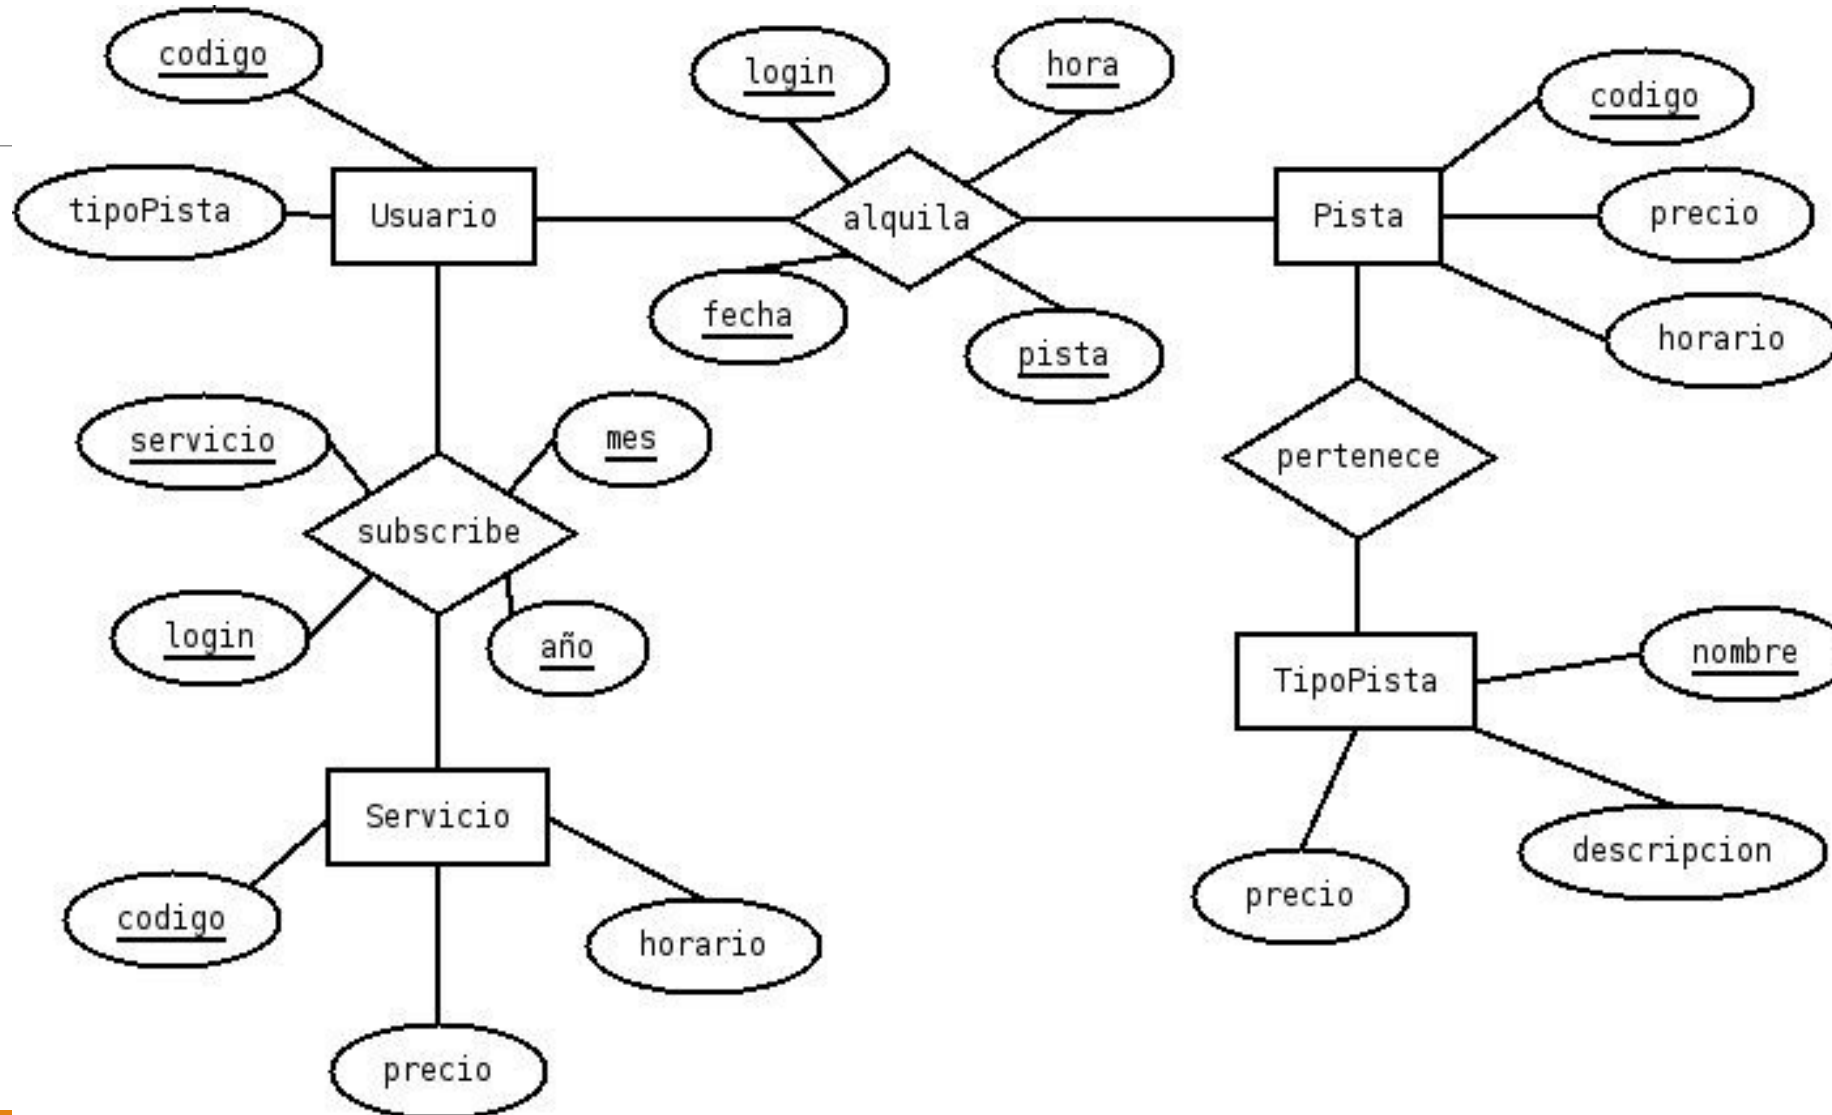 codigo
login
hora
codigo
tipoPista
Usuario
alquila
Pista
precio
fecha
pista
horario
servicio
mes
pertenece
subscribe
login
año
nombre
TipoPista
Servicio
descripcion
precio
codigo
horario
precio